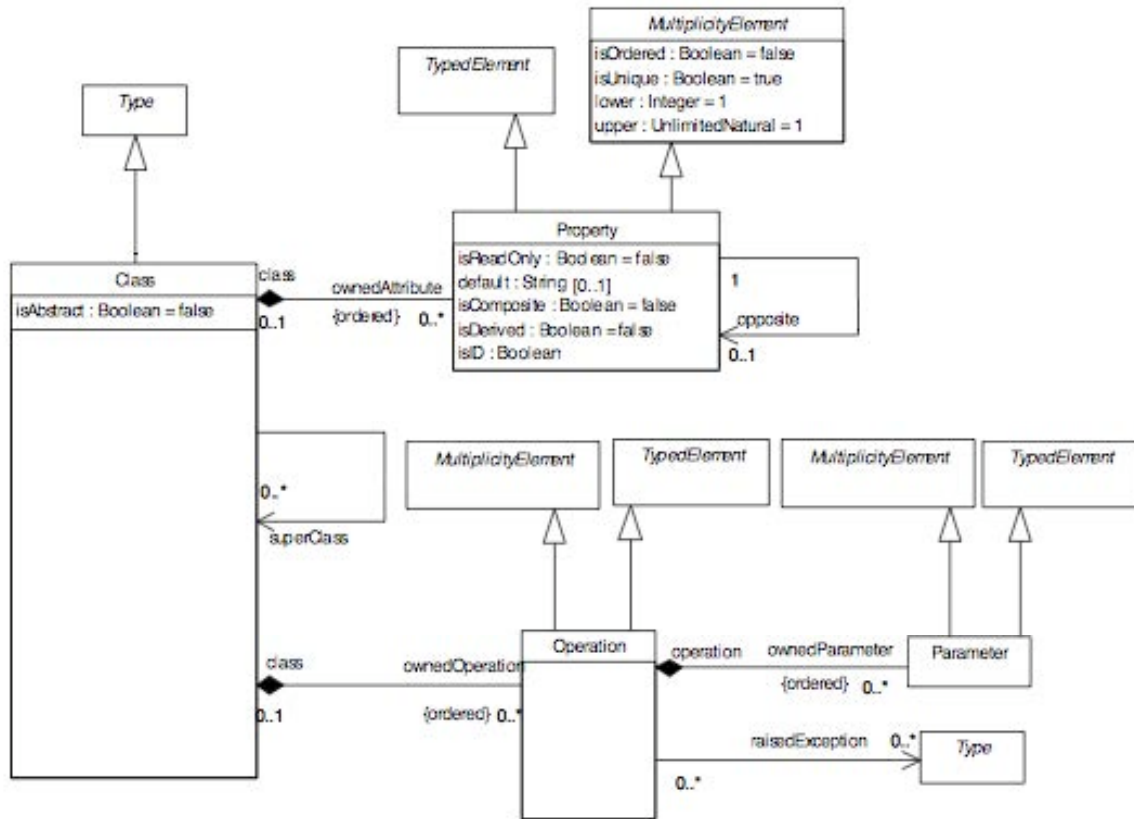 MultiplicityElement
isOrdered : Boolean = false
isUnique : Boolean = true
lower : Integer = 1
upper : UnlimitedNatural = 1
TypedElement
Type
Property
isReadOnly : Boolean = false
default : String [0..1]
isComposite : Boolean = false
isDerived : Boolean =false
isID : Boolean
1
opposite
0..1
Class
isAbstract : Boolean = false
class
0..1
ownedAttribute
{ordered} 0..*
0..*
superClass
MultiplicityElement
TypedElement
MultiplicityElement
TypedElement
class
0..1
ownedOperation
{ordered} 0..*
Operation
operation
ownedParameter
{ordered} 0..*
Parameter
raisedException 0..*
0..*
Type